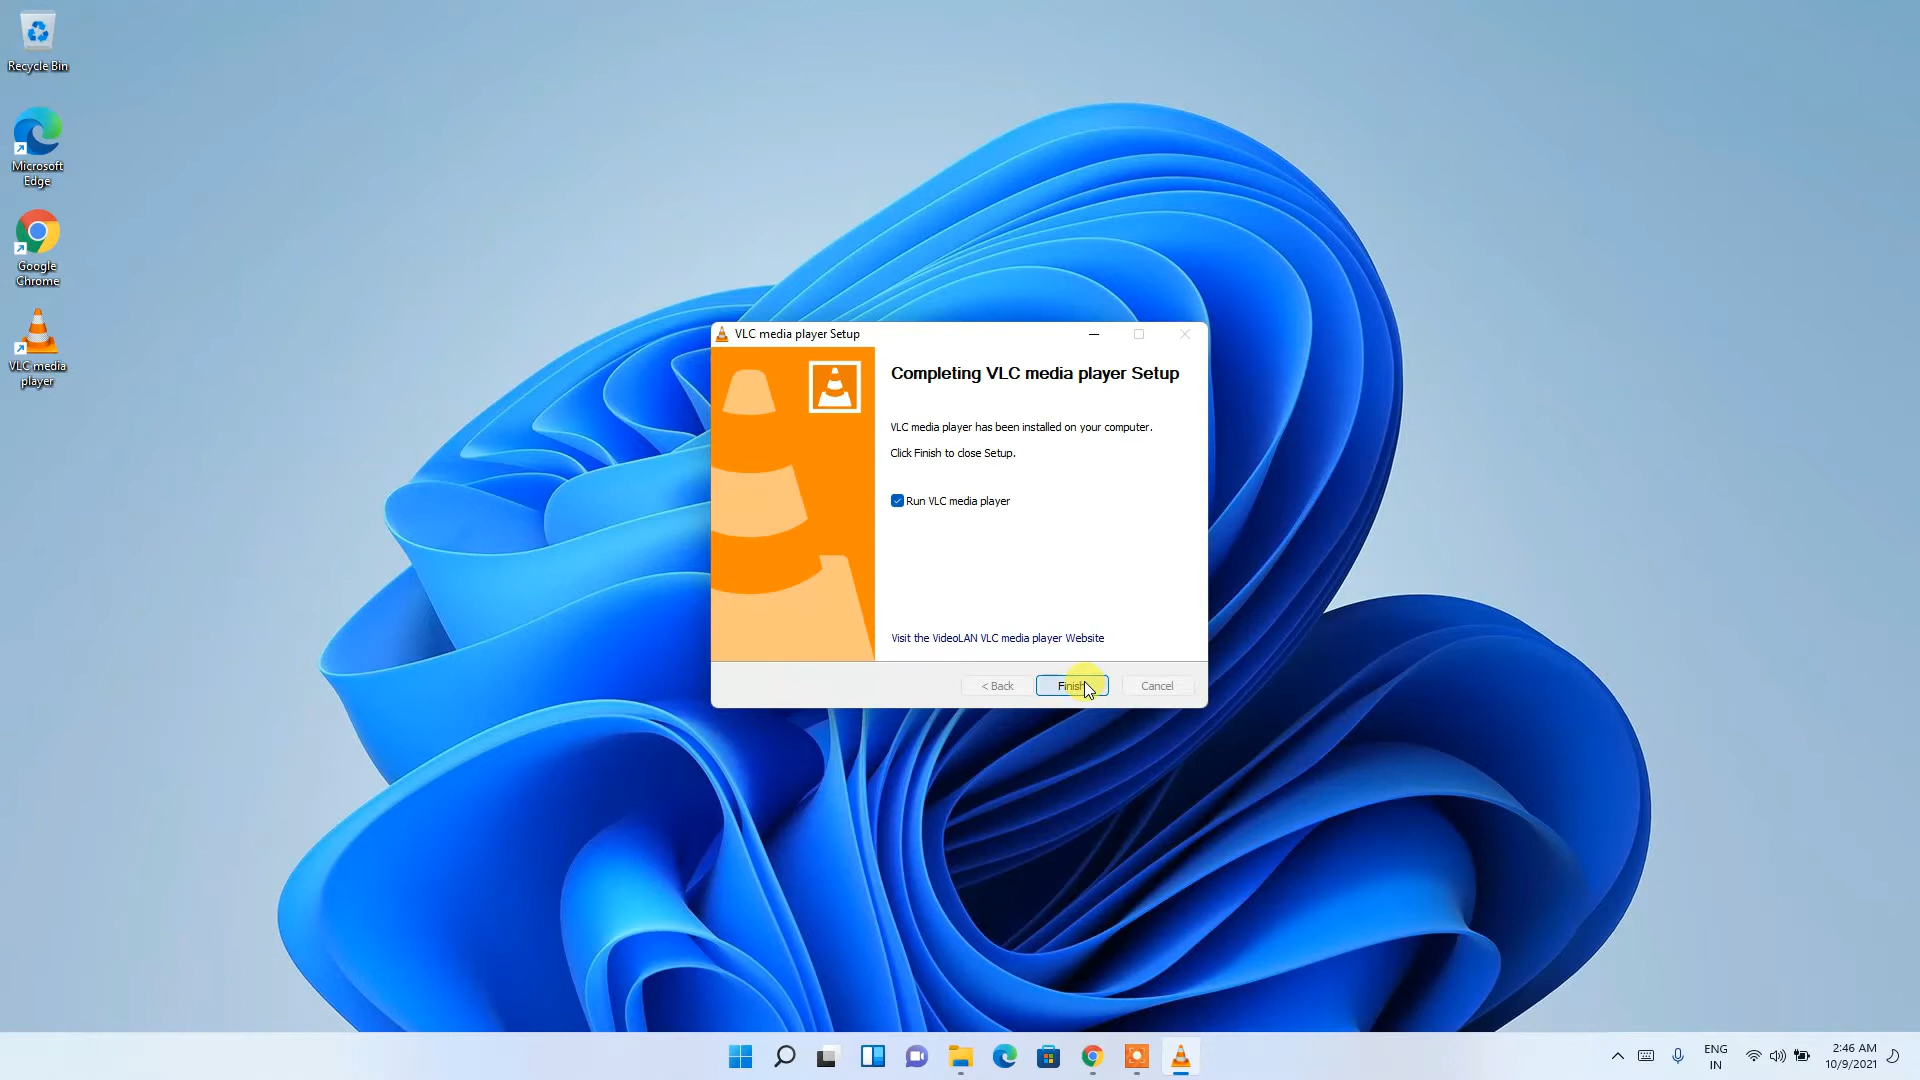 Recycle Bin
Microsoft
Edge
Google
Chrome
VLC media
player
VLC media player Setup
Completing VLC media player Setup
VLC media player has been installed on your computer.
Click Finish to close Setup.
Run VLC media player
Visit the VideoLAN VLC media player Website
< Back
Finish
Cancel
ENG
IN
2:46 AM
10/9/2021